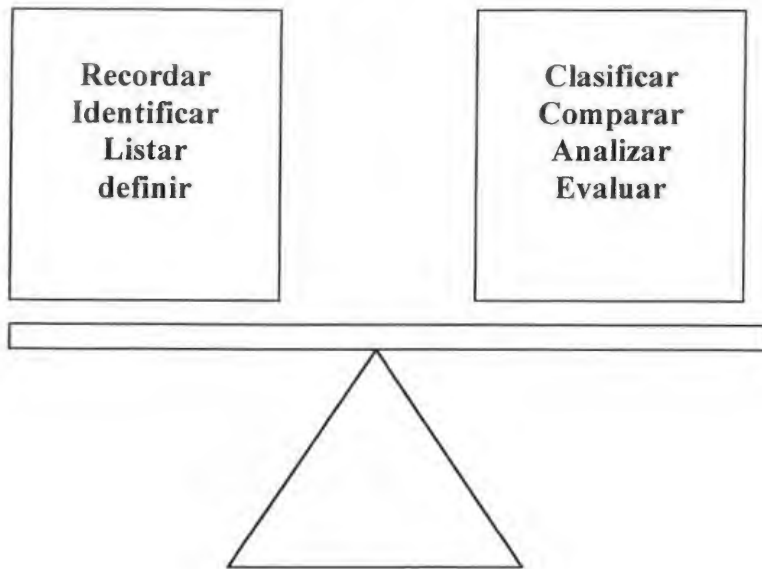 Recordar
Identificar
Listar
definir
Clasificar
Comparar
Analizar
Evaluar